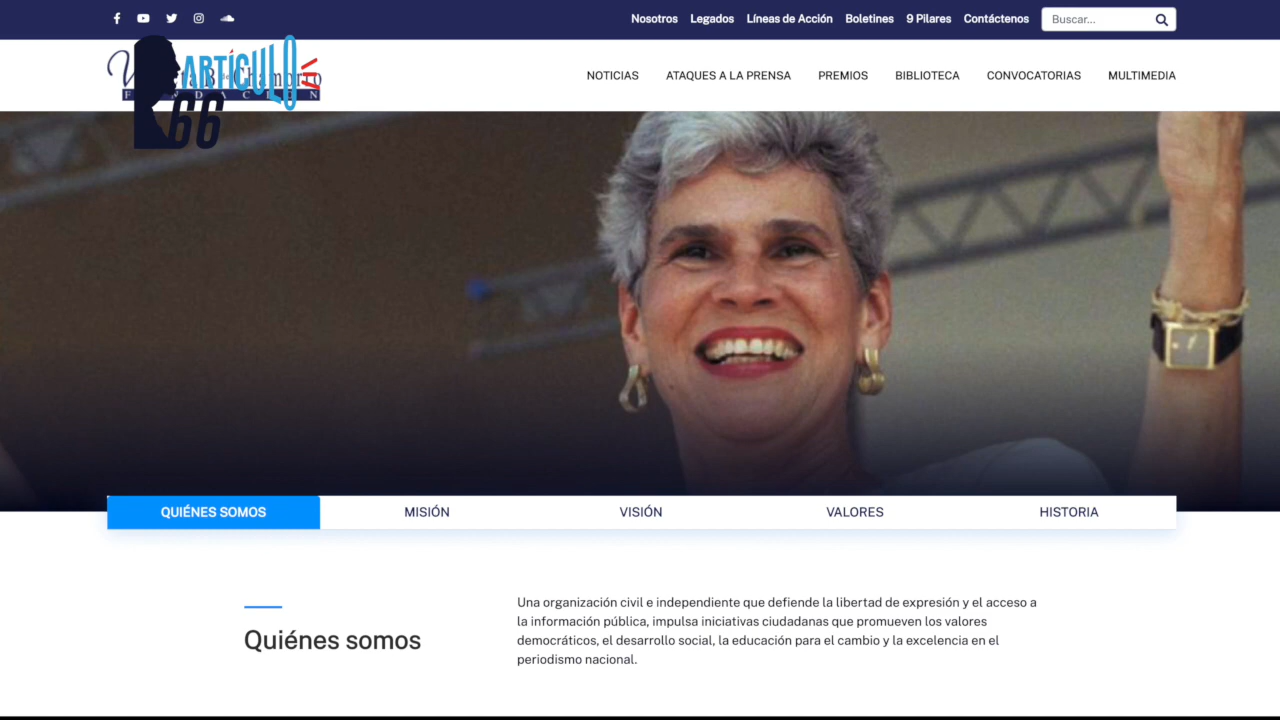 Nosotros Legados Líneas de Acción Boletines 9 Pilares Contáctenos Buscar...
ARTÍCULO
66
NOTICIAS ATAQUES A LA PRENSA PREMIOS BIBLIOTECA CONVOCATORIAS MULTIMEDIA
QUIÉNES SOMOS MISIÓN VISIÓN VALORES HISTORIA
Quiénes somos
Una organización civil e independiente que defiende la libertad de expresión y el acceso a
la información pública, impulsa iniciativas ciudadanas que promueven los valores
democráticos, el desarrollo social, la educación para el cambio y la excelencia en el
periodismo nacional.